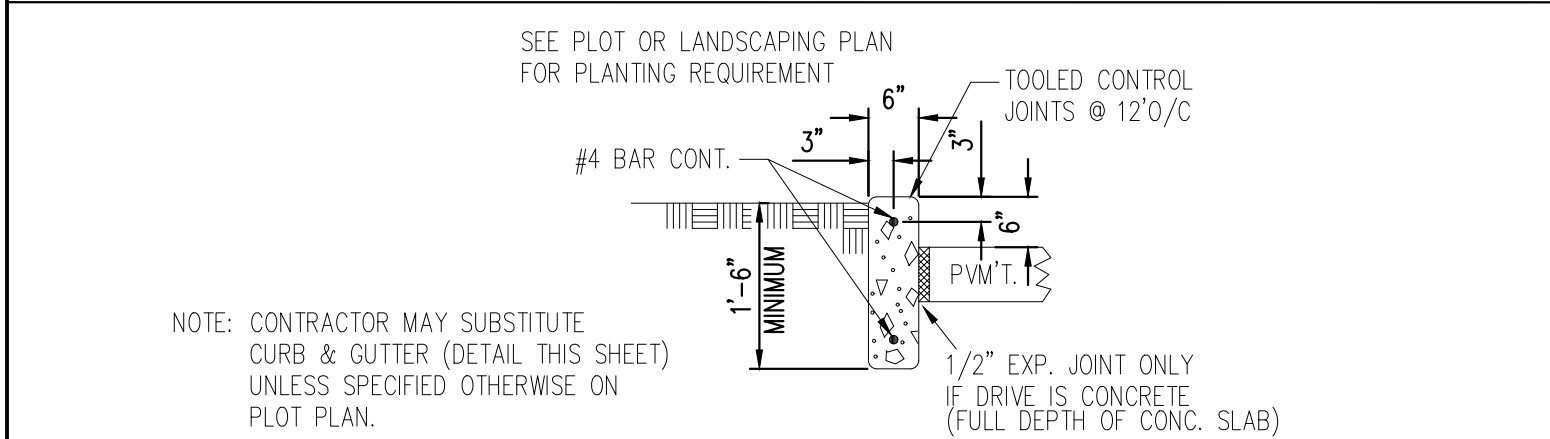 SEE PLOT OR LANDSCAPING PLAN
FOR PLANTING REQUIREMENT
TOOLED CONTROL
JOINTS @ 12'O/C
6"
3"
3"
#4 BAR CONT.
6"
1'-6"
MINIMUM
PVM'T.
NOTE: CONTRACTOR MAY SUBSTITUTE
CURB & GUTTER (DETAIL THIS SHEET)
UNLESS SPECIFIED OTHERWISE ON
PLOT PLAN.
1/2" EXP. JOINT ONLY
IF DRIVE IS CONCRETE
(FULL DEPTH OF CONC. SLAB)